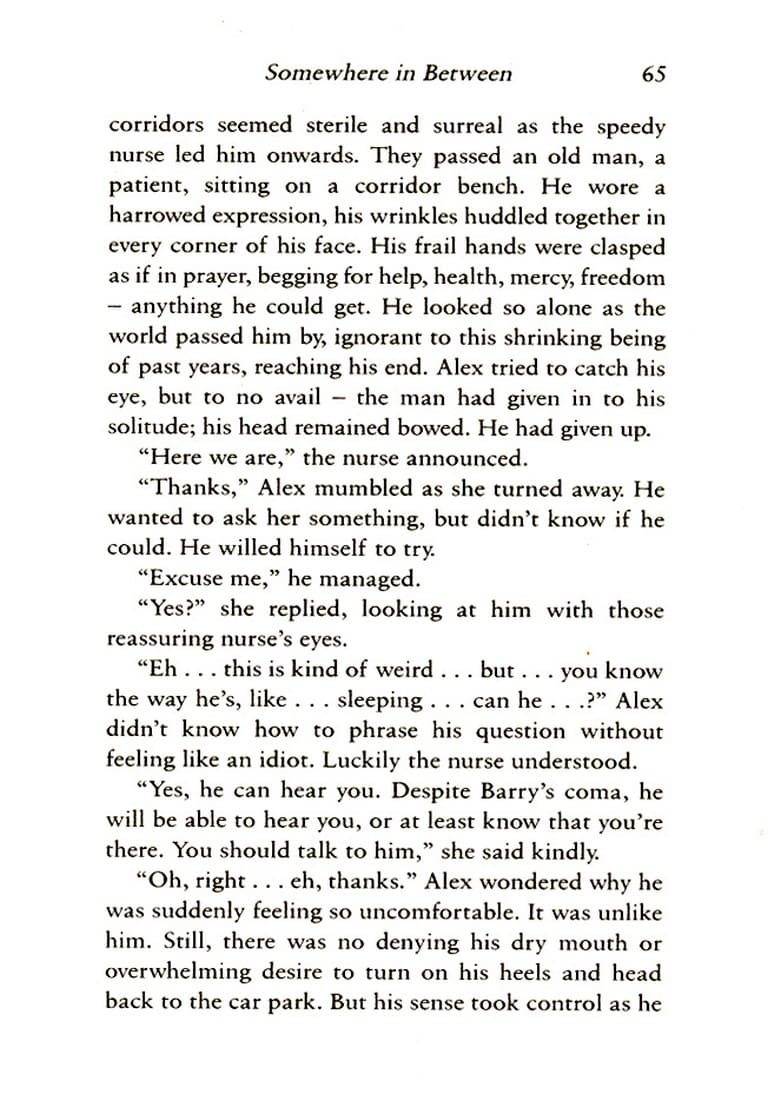 Somewhere in Between 65
corridors seemed sterile and surreal as the speedy
nurse led him onwards. They passed an old man, a
patient, sitting on a corridor bench. He wore a
harrowed expression, his wrinkles huddled together in
every corner of his face. His frail hands were clasped
as if in prayer, begging for help, health, mercy, freedom
– anything he could get. He looked so alone as the
world passed him by, ignorant to this shrinking being
of past years, reaching his end. Alex tried to catch his
eye, but to no avail – the man had given in to his
solitude; his head remained bowed. He had given up.
“Here we are,” the nurse announced.
“Thanks,” Alex mumbled as she turned away. He
wanted to ask her something, but didn’t know if he
could. He willed himself to try.
“Excuse me,” he managed.
“Yes?” she replied, looking at him with those
reassuring nurse’s eyes.
“Eh . . . this is kind of weird . . . but . . . you know
the way he’s, like . . . sleeping . . . can he . . .?” Alex
didn’t know how to phrase his question without
feeling like an idiot. Luckily the nurse understood.
“Yes, he can hear you. Despite Barry’s coma, he
will be able to hear you, or at least know that you’re
there. You should talk to him,” she said kindly.
“Oh, right . . . eh, thanks.” Alex wondered why he
was suddenly feeling so uncomfortable. It was unlike
him. Still, there was no denying his dry mouth or
overwhelming desire to turn on his heels and head
back to the car park. But his sense took control as he